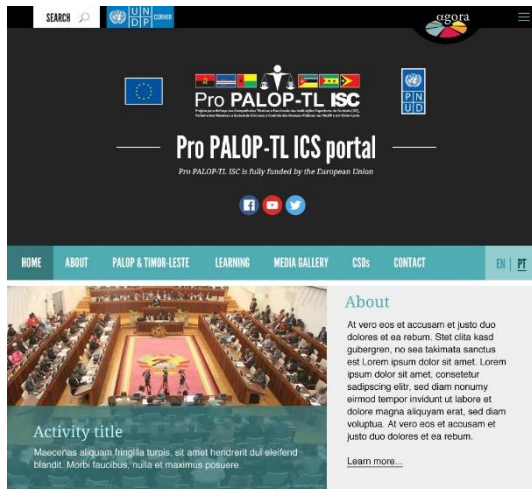 SEARCH
UN
DP
CORNER
agora
Pro PALOP-TL ISC
PN
UD
Pro PALOP-TL ICS portal
Pro PALOP-TL ISC is fully funded by the European Union
HOME ABOUT PALOP & TIMOR-LESTE LEARNING MEDIA GALLERY CSOs CONTACT EN | PT
Activity title
Maecenas aliquam fringilla turpis, sit amet hendrerit dui eleifend
blandit. Morbi faucibus, nulla et maximus posuere.
About
At vero eos et accusam et justo duo
dolores et ea rebum. Stet clita kasd
gubergren, no sea takimata sanctus
est Lorem ipsum dolor sit amet. Lorem
ipsum dolor sit amet, consetetur
sadipscing elitr, sed diam nonumy
eirmod tempor invidunt ut labore et
dolore magna aliquyam erat, sed diam
voluptua. At vero eos et accusam et
justo duo dolores et ea rebum.
Learn more...